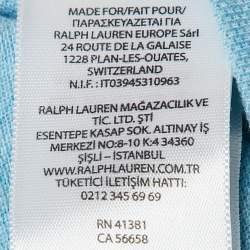 MADE FOR/FAIT POUR/
ΠΑΡΑΣΚΕΥΑΖΕΤΑΙ ΓΙΑ
RALPH LAUREN EUROPE Sárl
24 ROUTE DE LA GALAISE
1228 PLAN-LES-OUATES,
SWITZERLAND
N.I.F. : IT03945310963
RALPH LAUREN MAGAZACILIK VE
TİC. LTD. ŞTİ
ESENTEPE KASAP SOK. ALTINAY İŞ
MERKEZİ NO:8-10 K:4 34360
ŞİŞLİ – İSTANBUL
WWW.RALPHLAUREN.COM.TR
TÜKETİCİ İLETİŞİM HATTI:
0212 345 69 69
RN 41381
CA 56658